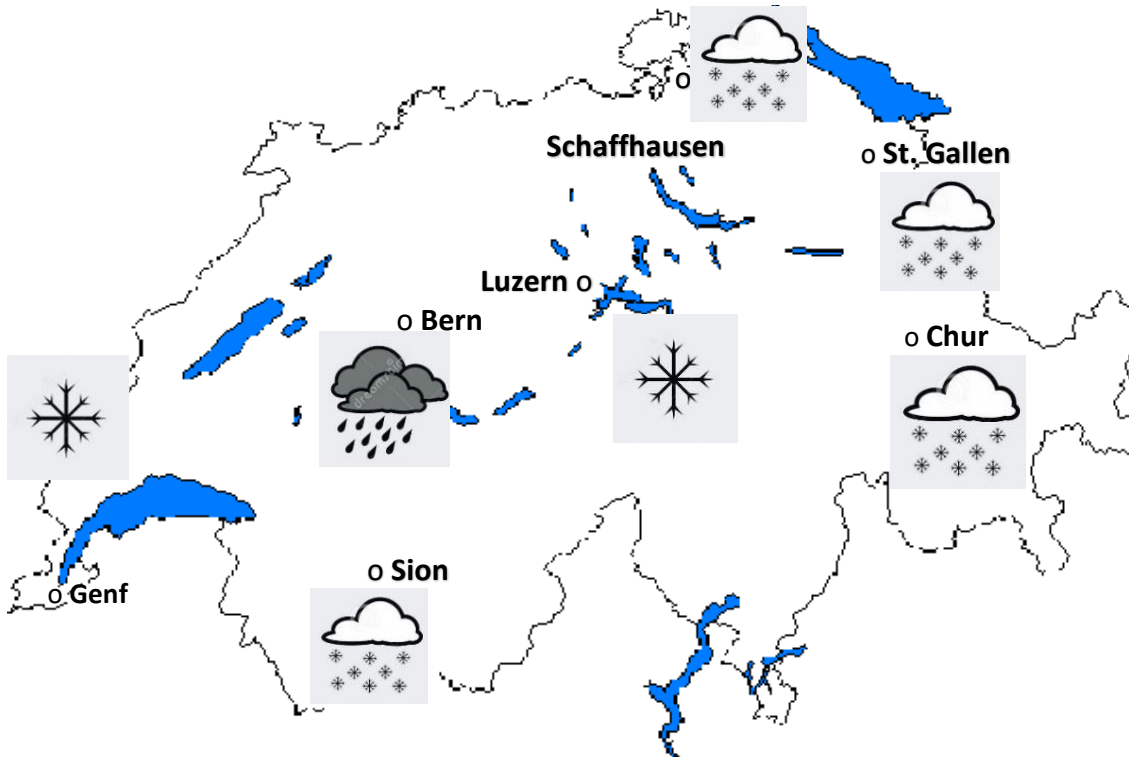 o
Schaffhausen
o St. Gallen
Luzern o
o Bern
o Chur
o Sion
o Genf